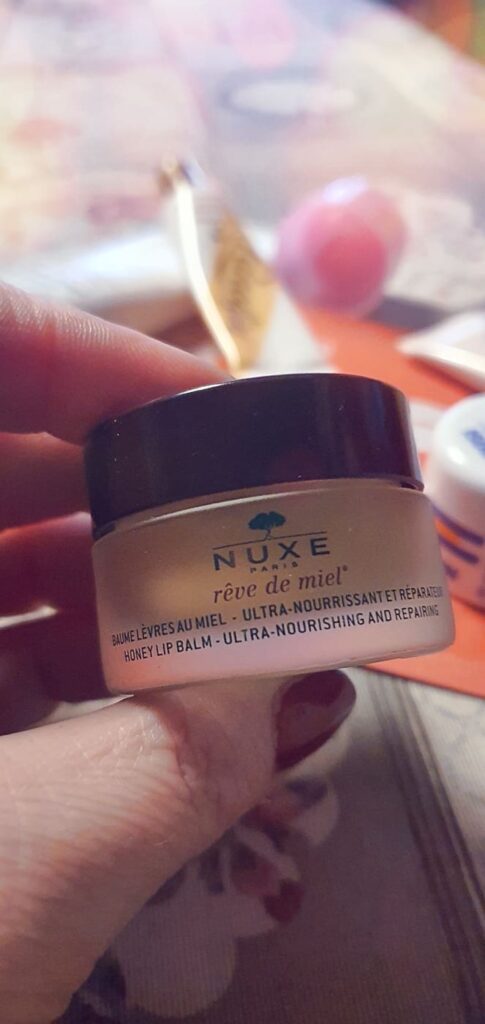 NUXE
PARIS
rêve de miel®
BAUME LÈVRES AU MIEL - ULTRA-NOURRISSANT ET RÉPARATEUR
HONEY LIP BALM - ULTRA-NOURISHING AND REPAIRING